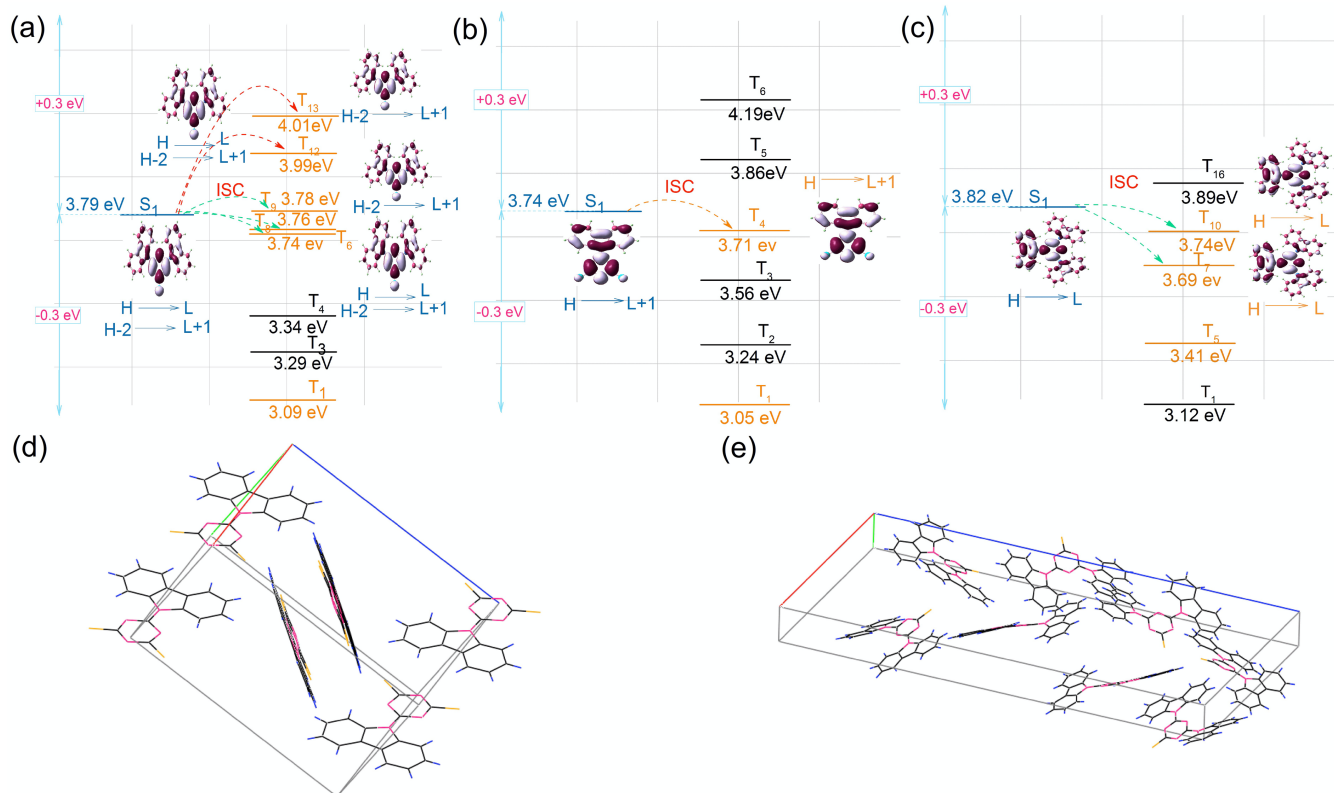 (a)
+0.3 eV
-0.3 eV
3.79 eV
S1
H → L
H-2 → L+1
H → L
H-2 → L+1
ISC
T13
4.01eV
T12
3.99eV
T9
3.78 eV
T8
3.76 eV
3.74 ev
T6
T4
3.34 eV
T3
3.29 eV
T1
3.09 eV
H-2 → L+1
H-2 → L+1
H → L
H-2 → L+1
(b)
+0.3 eV
-0.3 eV
3.74 eV
S1
H → L+1
ISC
T6
4.19eV
T5
3.86eV
T4
3.71 ev
T3
3.56 eV
T2
3.24 eV
T1
3.05 eV
H → L+1
(c)
+0.3 eV
-0.3 eV
3.82 eV
S1
H → L
ISC
T16
3.89eV
T10
3.74eV
T7
3.69 ev
T5
3.41 eV
T1
3.12 eV
H → L
H → L
(d)
(e)